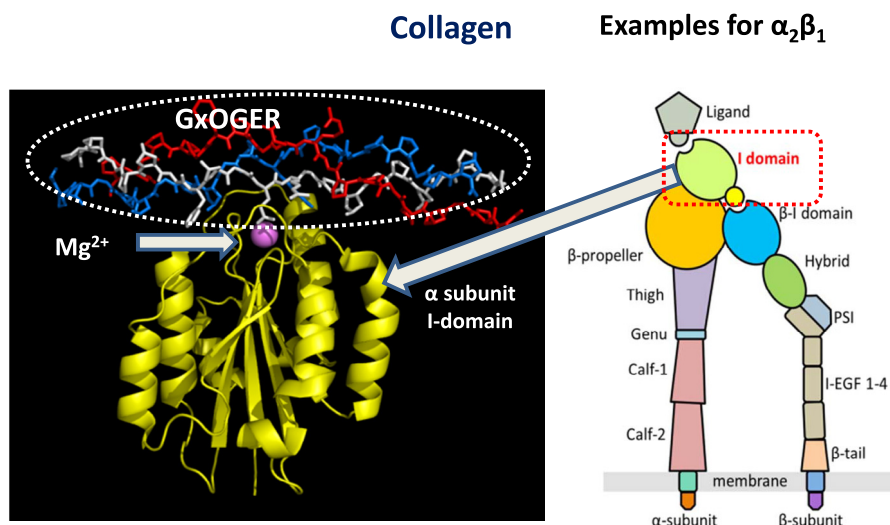 Collagen
Examples for α₂β₁
GxOGER
Mg²⁺
α subunit
I-domain
Ligand
I domain
β-I domain
β-propeller
Hybrid
Thigh
PSI
Genu
Calf-1
I-EGF 1-4
Calf-2
β-tail
membrane
α-subunit
β-subunit